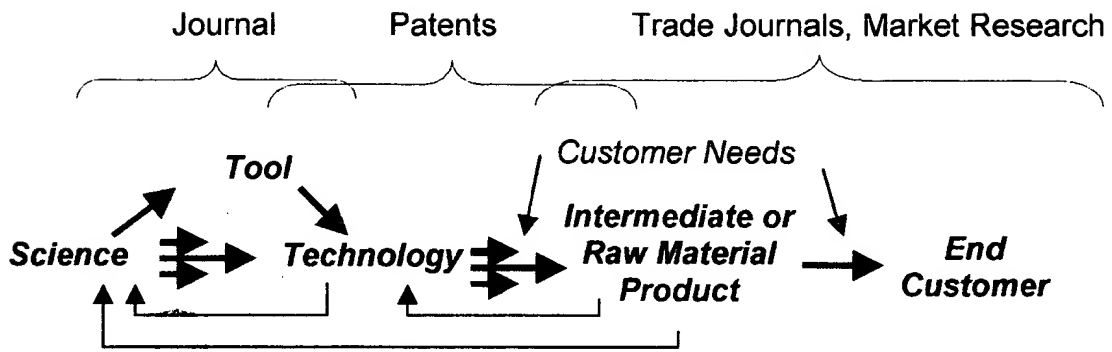 Journal Patents Trade Journals, Market Research
Customer Needs
Tool
Intermediate or
Science Technology Raw Material End
Product Customer